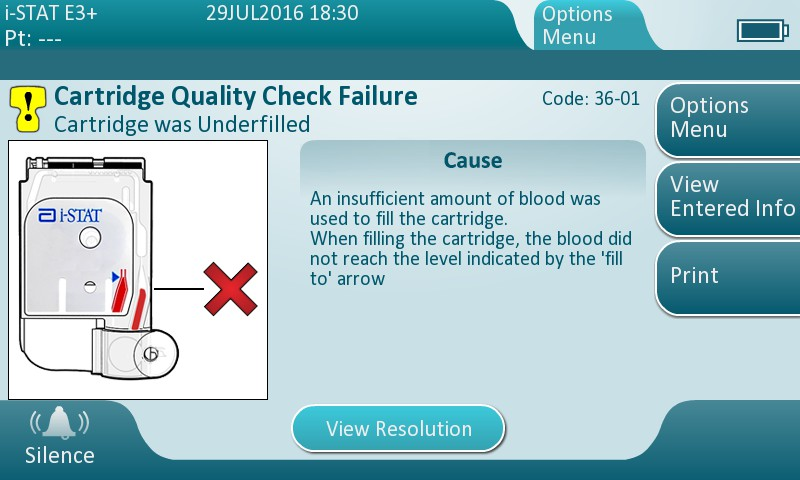 i-STAT E3+
29JUL2016 18:30
Options
Menu
Pt: ---
Cartridge Quality Check Failure
Code: 36-01
Cartridge was Underfilled
Options
Menu
View
Entered Info
Print
i-STAT
Cause
An insufficient amount of blood was
used to fill the cartridge.
When filling the cartridge, the blood did
not reach the level indicated by the 'fill
to' arrow
Silence
View Resolution